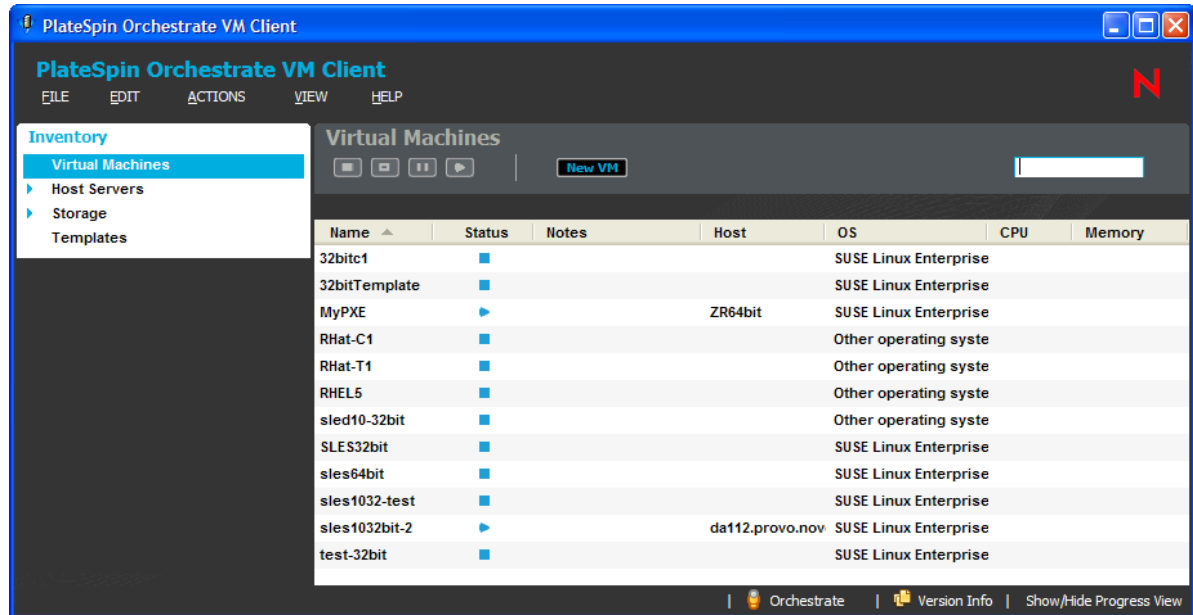 PlateSpin Orchestrate VM Client
PlateSpin Orchestrate VM Client
FILE EDIT ACTIONS VIEW HELP
N
Inventory
Virtual Machines
Host Servers
Storage
Templates
Virtual Machines
New VM
Name Status Notes Host OS CPU Memory
32bitc1 SUSE Linux Enterprise
32bitTemplate SUSE Linux Enterprise
MyPXE ZR64bit SUSE Linux Enterprise
RHat-C1 Other operating syste
RHat-T1 Other operating syste
RHEL5 Other operating syste
sled10-32bit Other operating syste
SLES32bit SUSE Linux Enterprise
sles64bit SUSE Linux Enterprise
sles1032-test SUSE Linux Enterprise
sles1032bit-2 da112.provo.nov SUSE Linux Enterprise
test-32bit SUSE Linux Enterprise
| Orchestrate | Version Info | Show/Hide Progress View